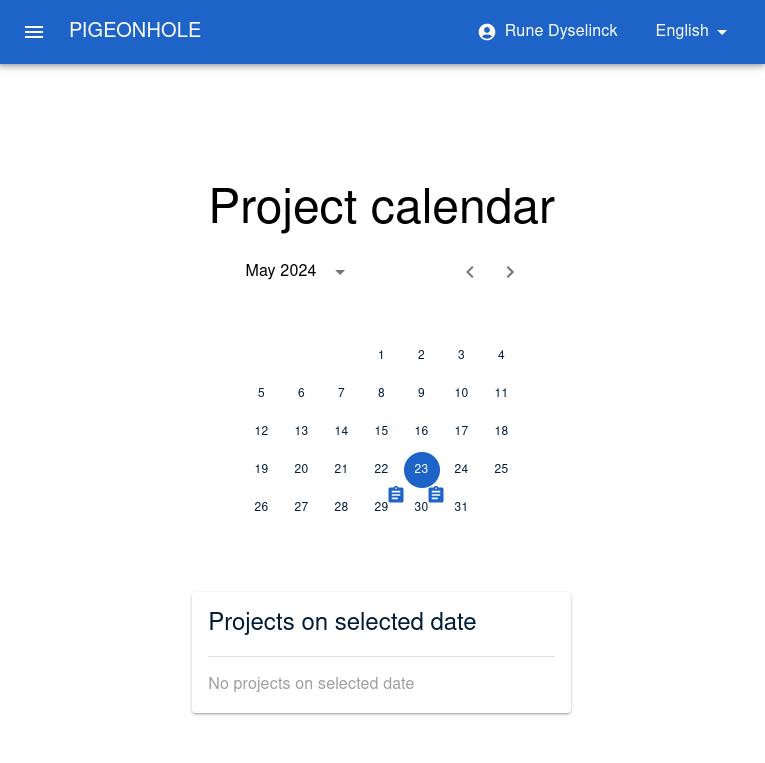 PIGEONHOLE Rune Dyselinck English
Project calendar
May 2024
1 2 3 4
5 6 7 8 9 10 11
12 13 14 15 16 17 18
19 20 21 22 23 24 25
26 27 28 29 30 31
Projects on selected date
No projects on selected date